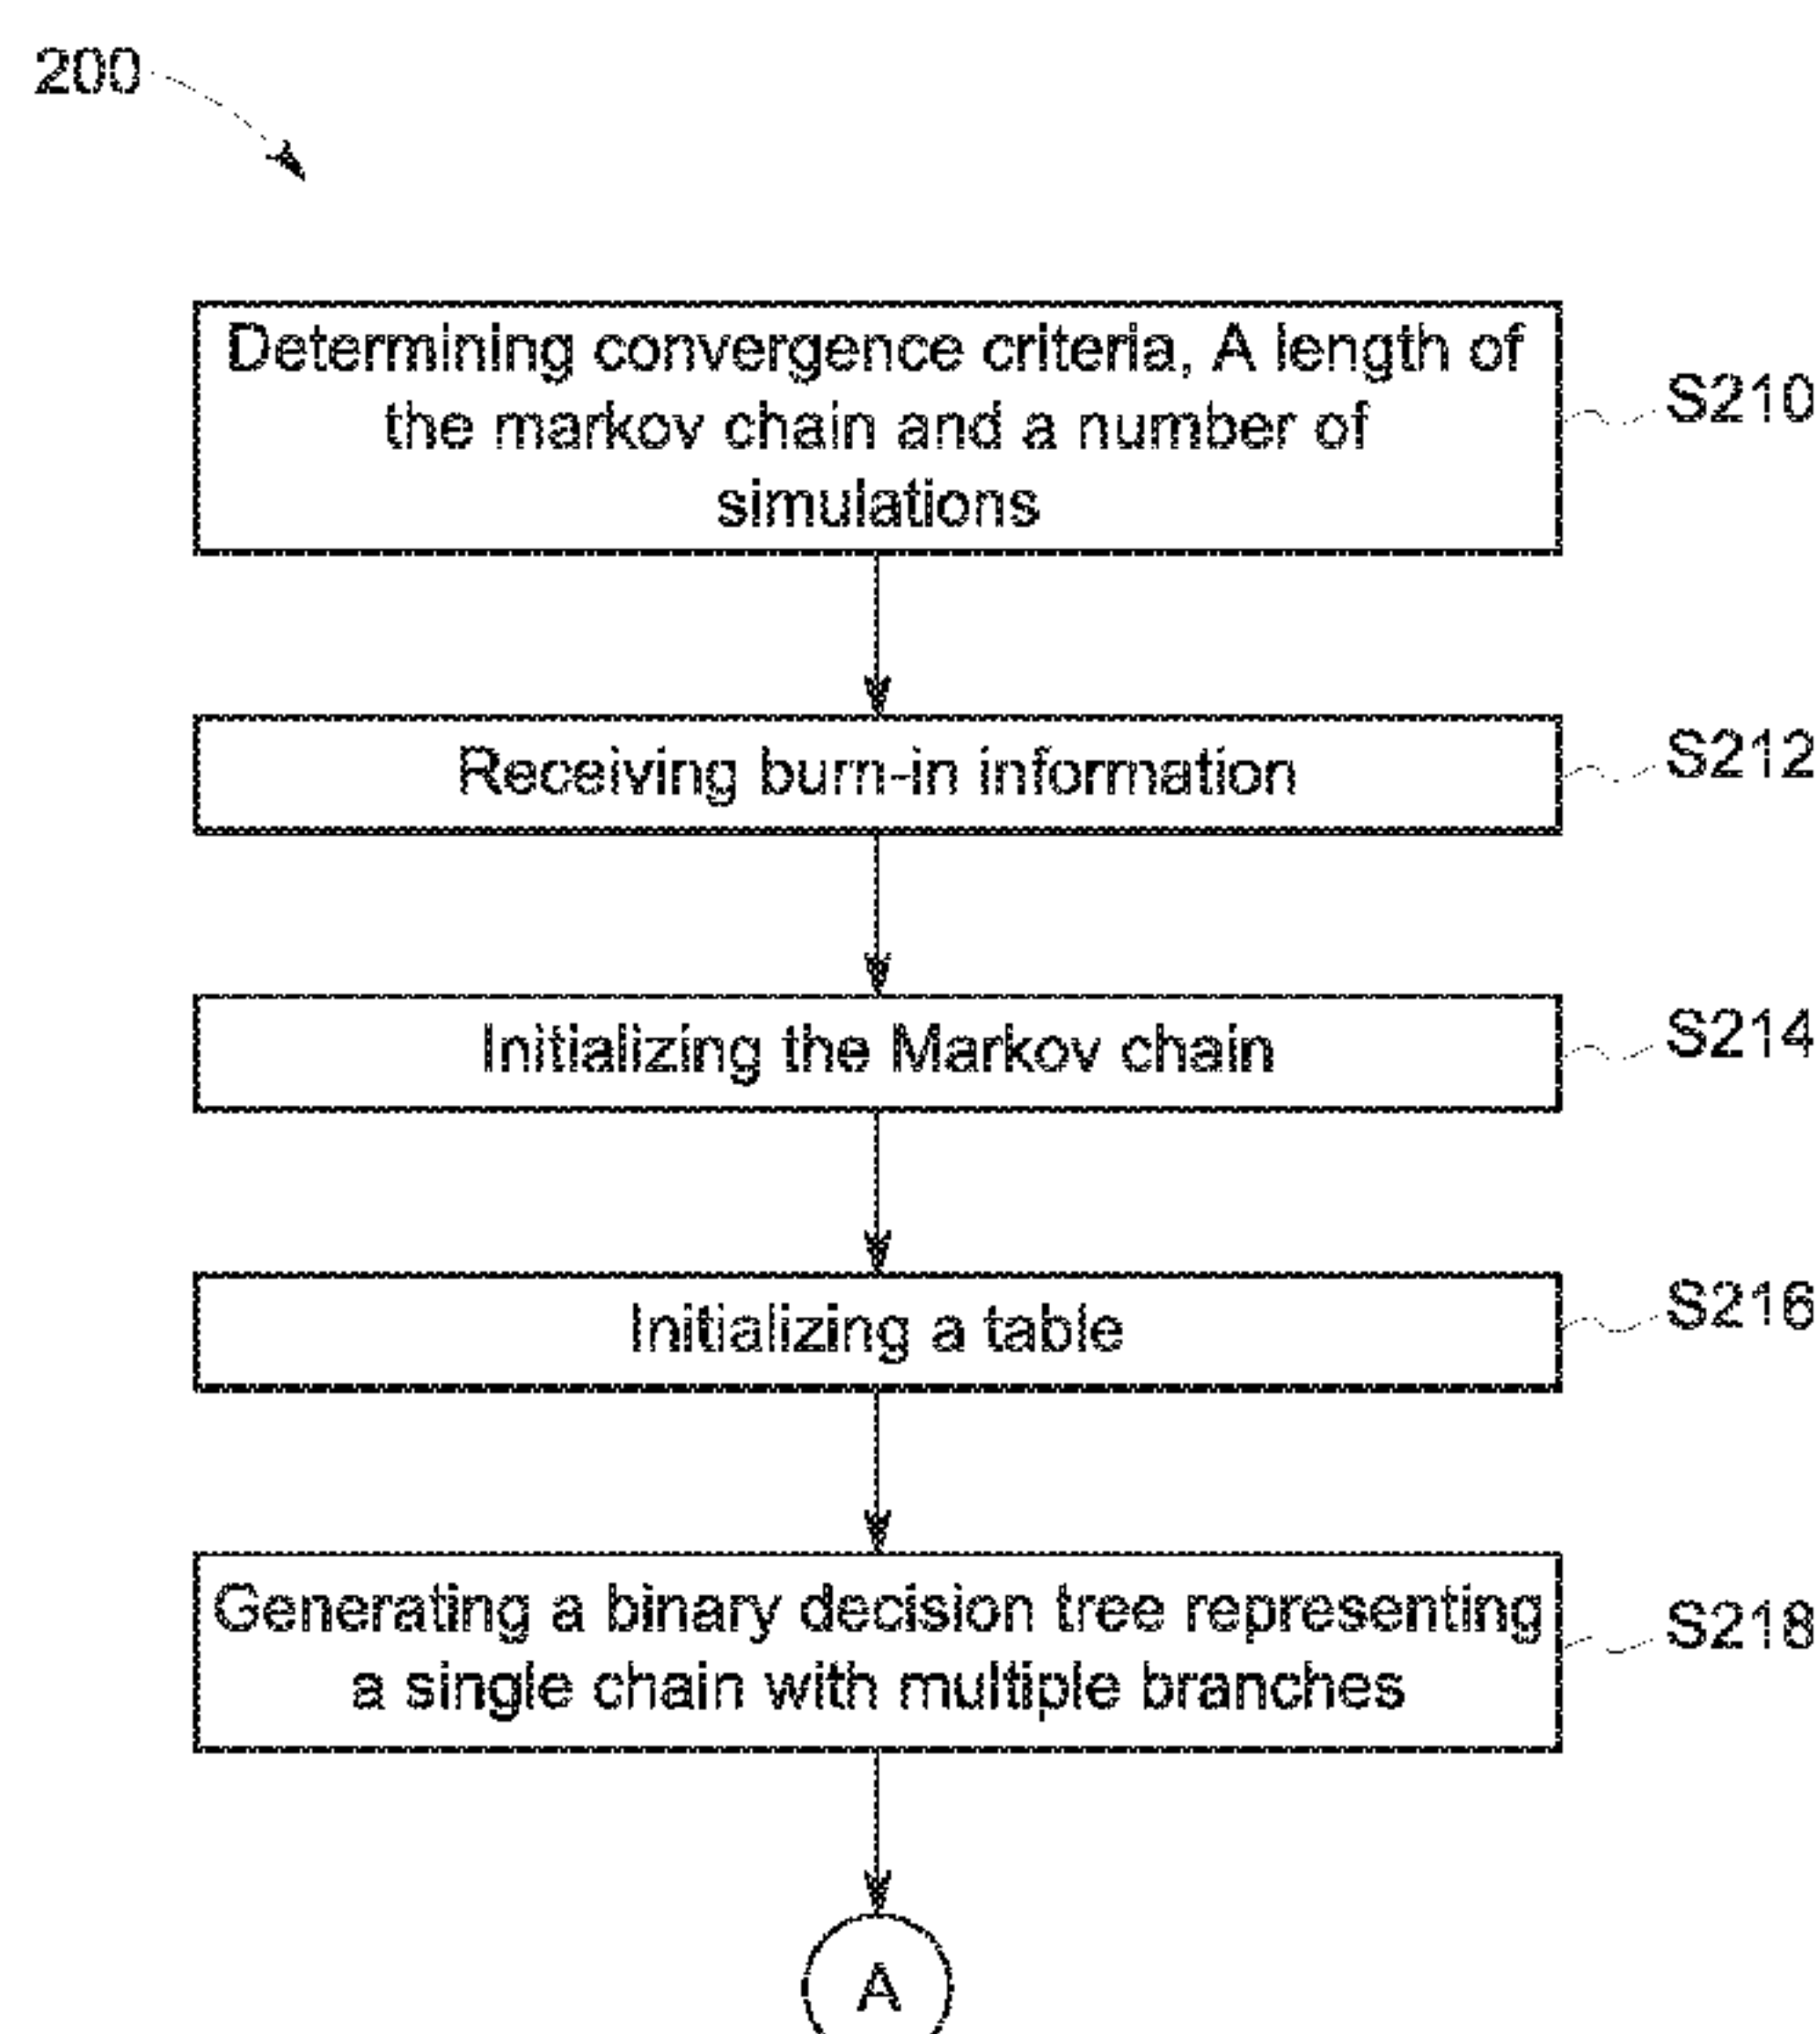 200
Determining convergence criteria, A length of
the markov chain and a number of
simulations
S210
Receiving burn-in information
S212
Initializing the Markov chain
S214
Initializing a table
S216
Generating a binary decision tree representing
a single chain with multiple branches
S218
A